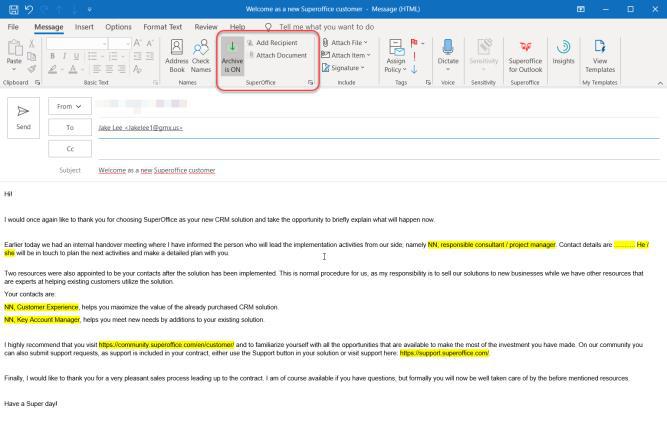 Welcome as a new Superoffice customer - Message (HTML)
File Message Insert Options Format Text Review Help Tell me what you want to do
Paste
Clipboard
B I U
Basic Text
Address Book
Check Names
Names
Archive is ON
Add Recipient
Attach Document
SuperOffice
Attach File
Attach Item
Signature
Include
Assign Policy
Tags
Dictate
Voice
Sensitivity
Sensitivity
Superoffice for Outlook
Superoffice
Insights
View Templates
My Templates
Send
From
To Jake Lee <Jakelee1@gmx.us>
Cc
Subject Welcome as a new Superoffice customer
Hi!
I would once again like to thank you for choosing SuperOffice as your new CRM solution and take the opportunity to briefly explain what will happen now.
Earlier today we had an internal handover meeting where I have informed the person who will lead the implementation activities from our side; namely NN; responsible consultant / project manager. Contact details are ............ He /
she will be in touch to plan the next activities and make a detailed plan with you.
Two resources were also appointed to be your contacts after the solution has been implemented. This is normal procedure for us, as my responsibility is to sell our solutions to new businesses while we have other resources that
are experts at helping existing customers utilize the solution.
Your contacts are:
NN, Customer Experience, helps you maximize the value of the already purchased CRM solution.
NN, Key Account Manager, helps you meet new needs by additions to your existing solution.
I highly recommend that you visit https://community.superoffice.com/en/customer/ and to familiarize yourself with all the opportunities that are available to make the most of the investment you have made. On our community you
can also submit support requests, as support is included in your contract, either use the Support button in your solution or visit support here: https://support.superoffice.com/.
Finally, I would like to thank you for a very pleasant sales process leading up to the contract. I am of course available if you have questions, but formally you will now be well taken care of by the before mentioned resources.
Have a Super day!